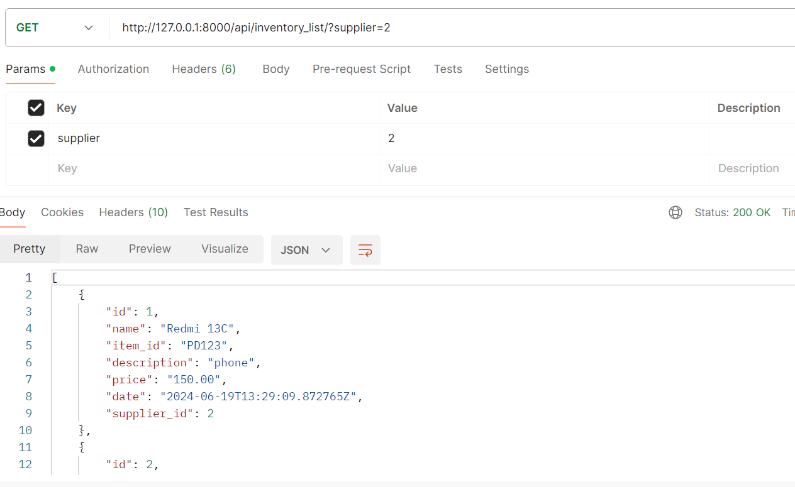 GET http://127.0.0.1:8000/api/inventory_list/?supplier=2
Params Authorization Headers (6) Body Pre-request Script Tests Settings
Key Value Description
supplier 2
Key Value Description
Body Cookies Headers (10) Test Results Status: 200 OK
Pretty Raw Preview Visualize JSON
1 [
2 {
3 "id": 1,
4 "name": "Redmi 13C",
5 "item_id": "PD123",
6 "description": "phone",
7 "price": "150.00",
8 "date": "2024-06-19T13:29:09.872765Z",
9 "supplier_id": 2
10 },
11 {
12 "id": 2,